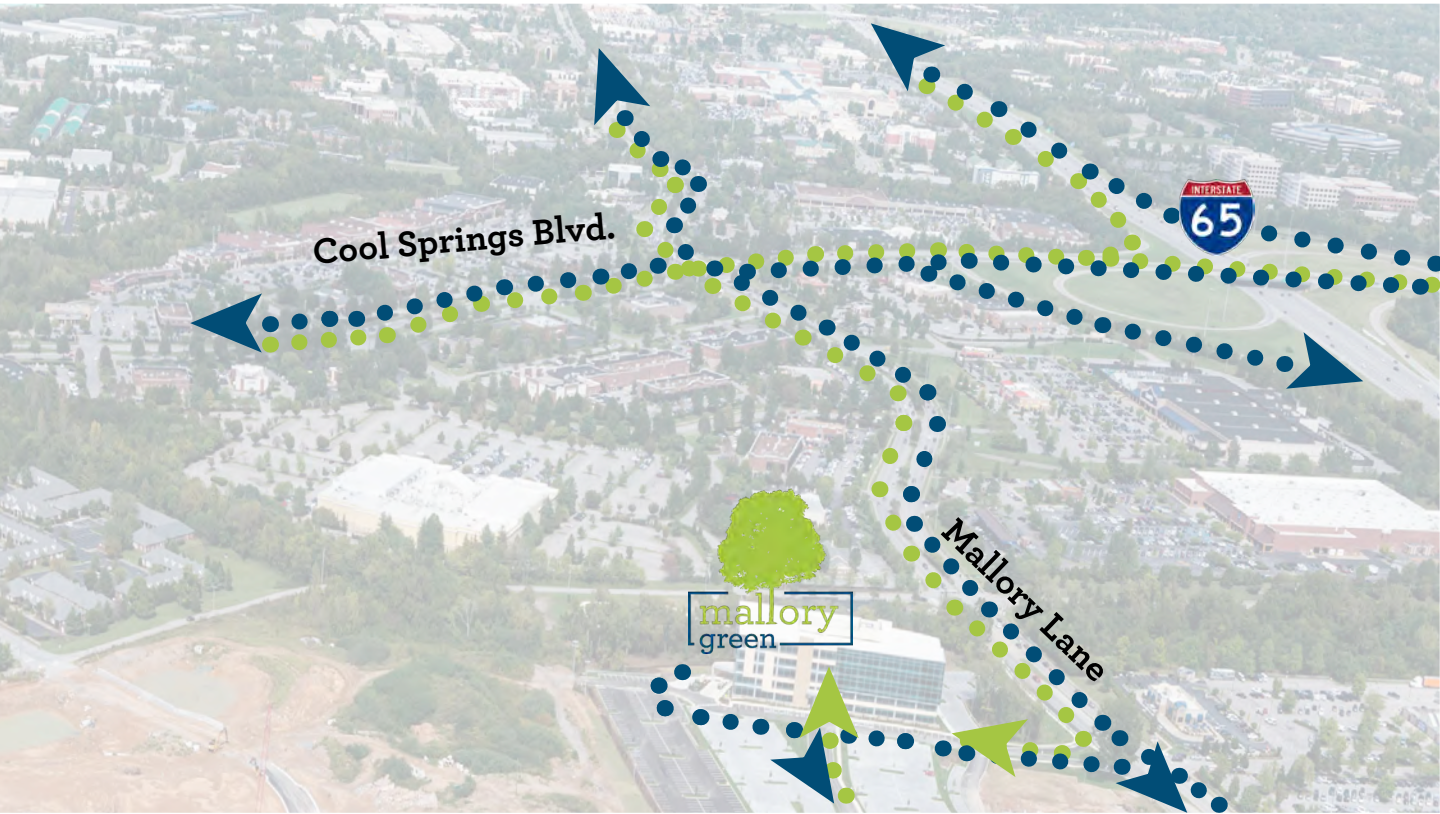 INTERSTATE
65
Cool Springs Blvd.
Mallory Lane
mallory
green